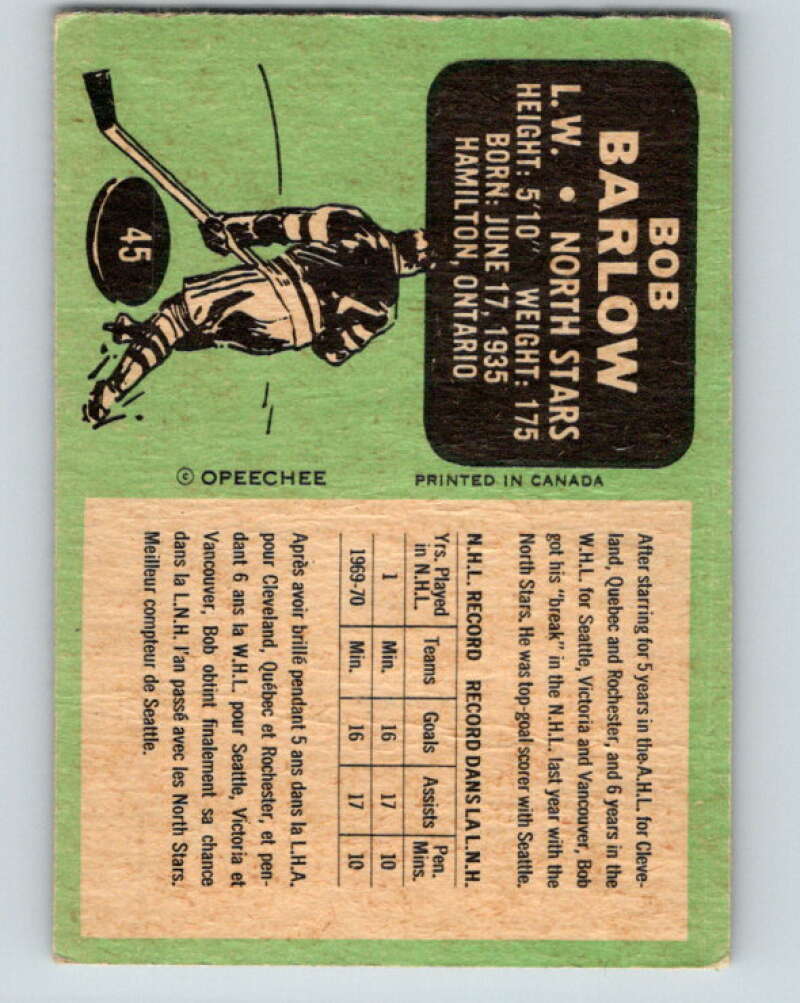 BOB
BARLOW
L.W. • NORTH STARS
HEIGHT: 5'10" WEIGHT: 175
BORN: JUNE 17, 1935
HAMILTON, ONTARIO
45
© OPEECHEE
PRINTED IN CANADA
After starring for 5 years in the A.H.L. for Cleve-
land, Quebec and Rochester, and 6 years in the
W.H.L. for Seattle, Victoria and Vancouver, Bob
got his "break" in the N.H.L. last year with the
North Stars. He was top-goal scorer with Seattle.
N.H.L. RECORD RECORD DANS LA L.N.H.
Yrs. Played in N.H.L. Teams Goals Assists Pen. Mins.
1 Min. 16 17 10
1969-70 Min. 16 17 10
Après avoir brillé pendant 5 ans dans la L.H.A.
pour Cleveland, Québec et Rochester, et pen-
dant 6 ans la W.H.L. pour Seattle, Victoria et
Vancouver, Bob obtint finalement sa chance
dans la L.N.H. l'an passé avec les North Stars.
Meilleur compteur de Seattle.